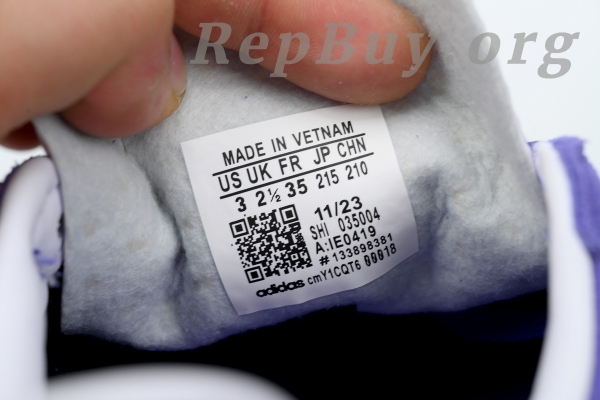 RepBuy org
MADE IN VETNAM
US UK FR JP CHN
3 2½ 35 215 210
11/23
SHI 035004
A:IE0419
#133898381
adidas cmY1CQT6 00018